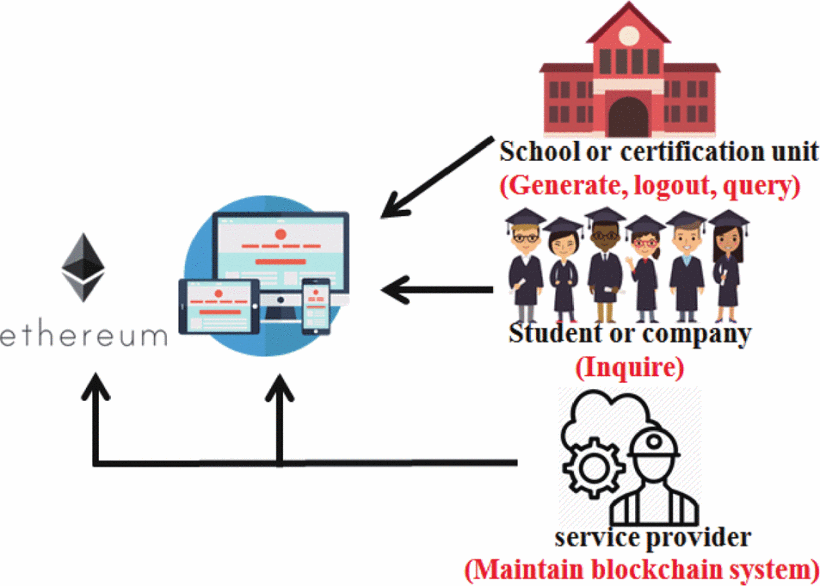 School or certification unit
(Generate, logout, query)
ethereum
Student or company
(Inquire)
service provider
(Maintain blockchain system)